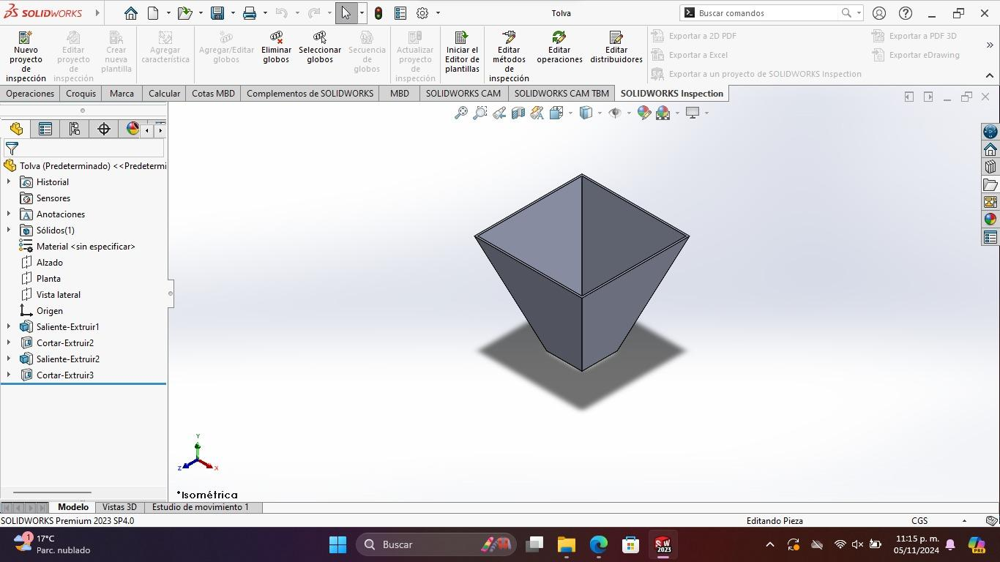 SOLIDWORKS
Tolva
Buscar comandos
Nuevo proyecto de inspección
Editar proyecto de inspección
Crear nueva plantilla
Agregar característica
Agregar/Editar globos
Eliminar globos
Seleccionar globos
Secuencia de globos
Actualizar proyecto de inspección
Iniciar el Editor de plantillas
Editar métodos de inspección
Editar operaciones
Editar distribuidores
Exportar a 2D PDF
Exportar a Excel
Exportar a un proyecto de SOLIDWORKS Inspection
Exportar a PDF 3D
Exportar eDrawing
Operaciones
Croquis
Marca
Calcular
Cotas MBD
Complementos de SOLIDWORKS
MBD
SOLIDWORKS CAM
SOLIDWORKS CAM TBM
SOLIDWORKS Inspection
Tolva (Predeterminado) <<Predetermi
Historial
Sensores
A Anotaciones
Sólidos(1)
Material <sin especificar>
Alzado
Planta
Vista lateral
Origen
Saliente-Extruir1
Cortar-Extruir2
Saliente-Extruir2
Cortar-Extruir3
Y
Z
X
*Isométrica
Modelo
Vistas 3D
Estudio de movimiento 1
SOLIDWORKS Premium 2023 SP4.0
Editando Pieza
CGS
1
17°C
Parc. nublado
Buscar
SW
2023
11:15 p. m.
05/11/2024
PRE